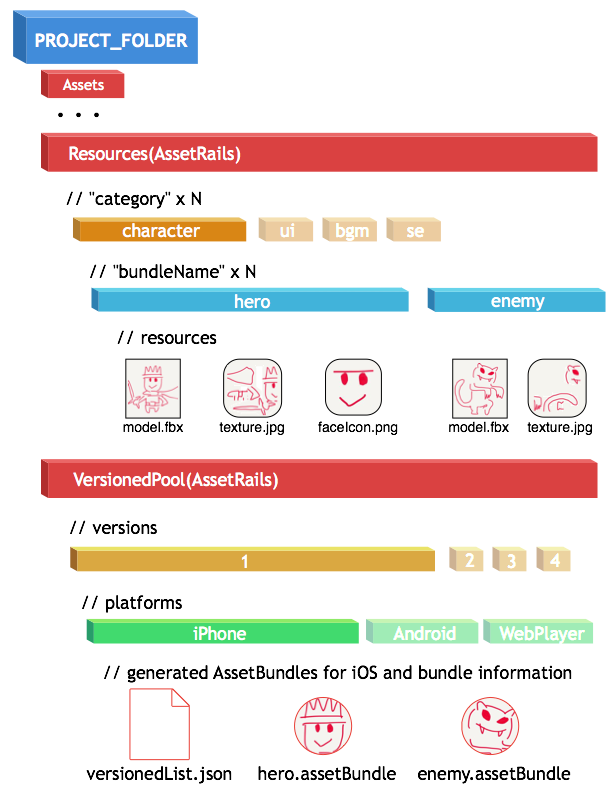 PROJECT_FOLDER
Assets
. . .
Resources(AssetRails)
// "category" x N
character ui bgm se
// "bundleName" x N
hero enemy
// resources
model.fbx texture.jpg faceIcon.png model.fbx texture.jpg
VersionedPool(AssetRails)
// versions
1 2 3 4
// platforms
iPhone Android WebPlayer
// generated AssetBundles for iOS and bundle information
versionedList.json hero.assetBundle enemy.assetBundle